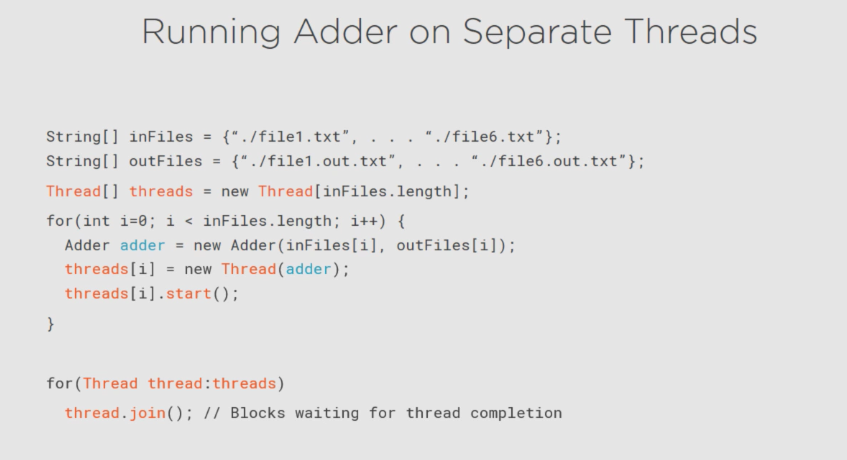 Running Adder on Separate Threads
String[] inFiles = {“./file1.txt”, . . . “./file6.txt”};
String[] outFiles = {“./file1.out.txt”, . . . “./file6.out.txt”};
Thread[] threads = new Thread[inFiles.length];
for(int i=0; i < inFiles.length; i++) {
  Adder adder = new Adder(inFiles[i], outFiles[i]);
  threads[i] = new Thread(adder);
  threads[i].start();
}
for(Thread thread:threads)
  thread.join(); // Blocks waiting for thread completion